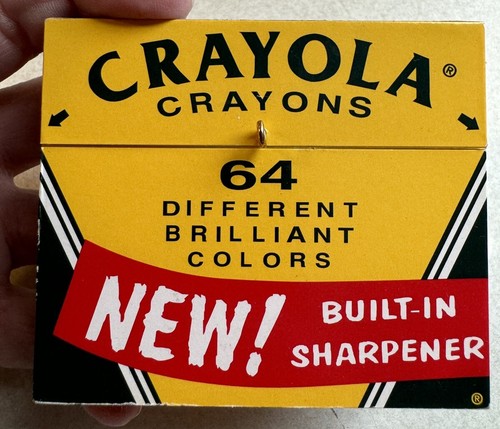 CRAYOLA®
CRAYONS
64
DIFFERENT
BRILLIANT
COLORS
NEW! BUILT-IN
SHARPENER
®